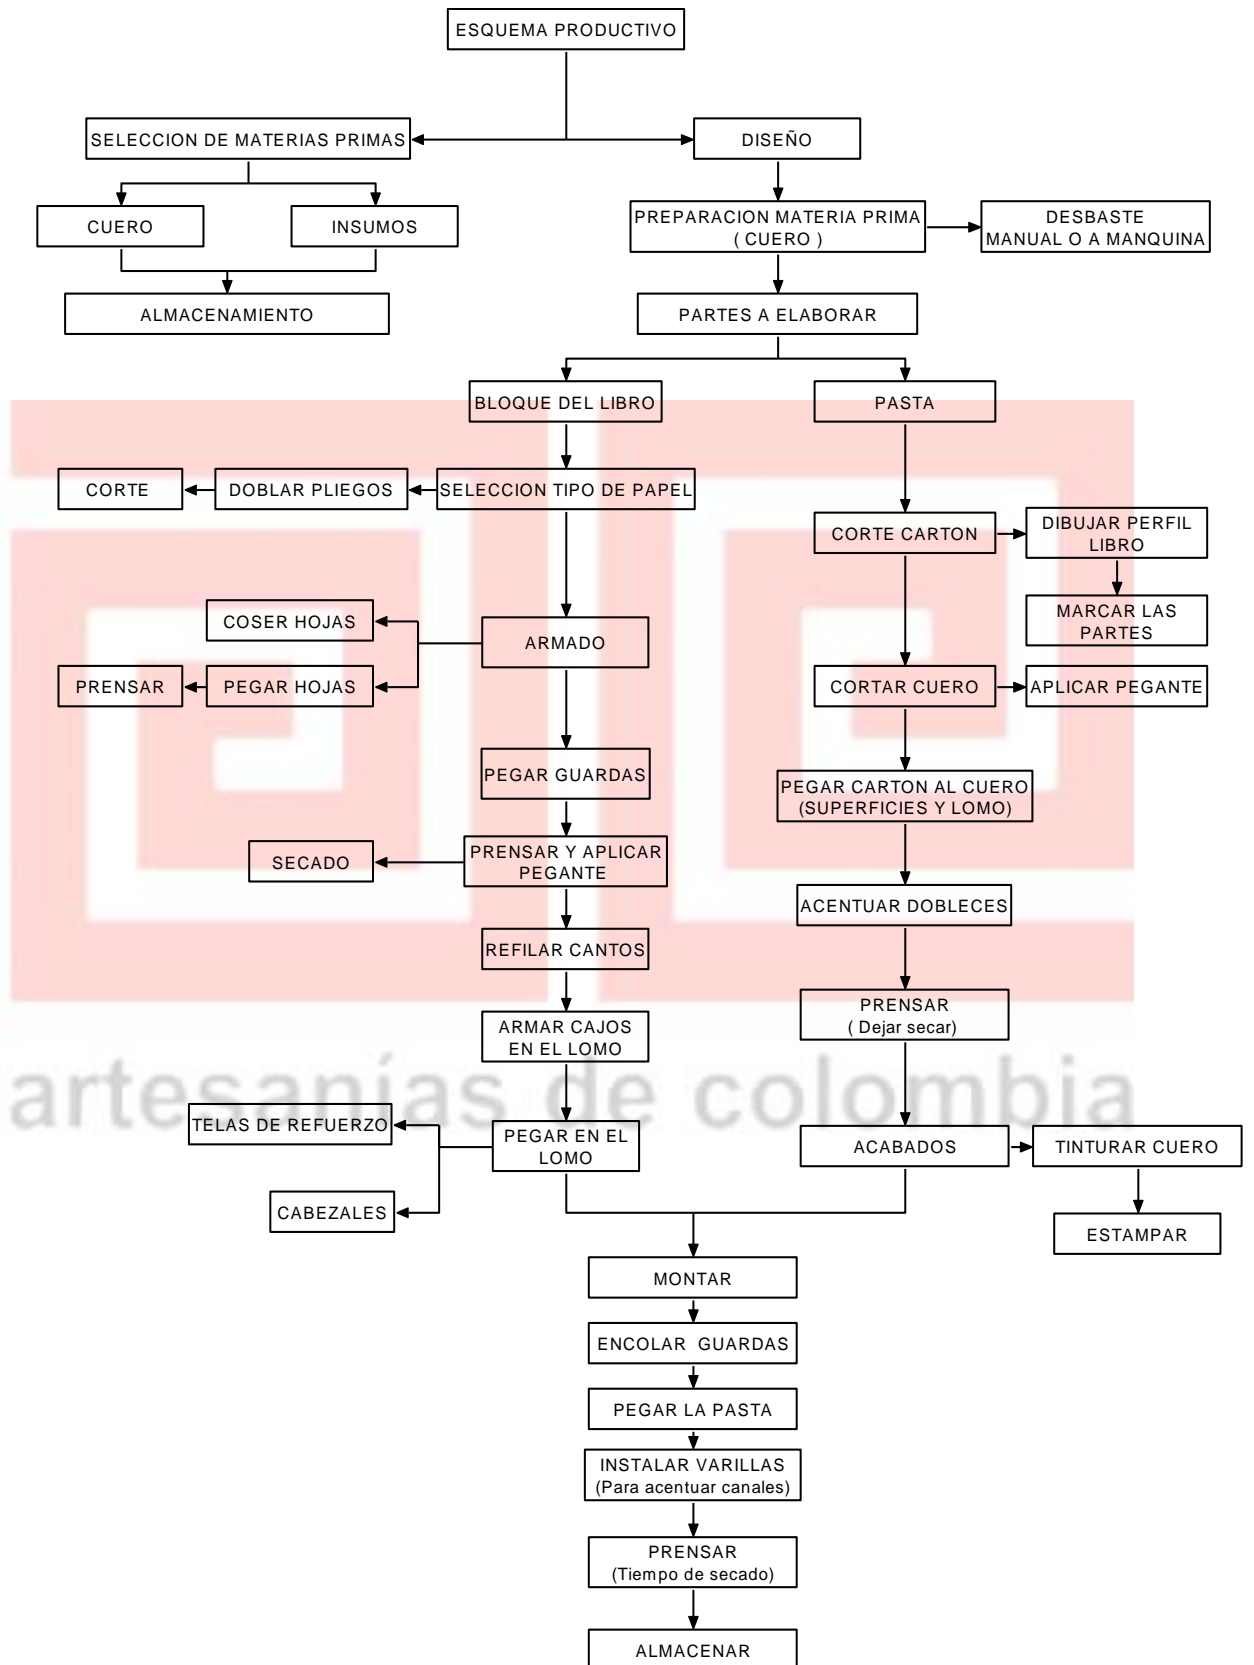 ESQUEMA PRODUCTIVO
SELECCION DE MATERIAS PRIMAS
DISEÑO
CUERO
INSUMOS
PREPARACION MATERIA PRIMA
( CUERO )
DESBASTE
MANUAL O A MANQUINA
ALMACENAMIENTO
PARTES A ELABORAR
BLOQUE DEL LIBRO
PASTA
CORTE
DOBLAR PLIEGOS
SELECCION TIPO DE PAPEL
CORTE CARTON
DIBUJAR PERFIL
LIBRO
COSER HOJAS
ARMADO
MARCAR LAS
PARTES
PRENSAR
PEGAR HOJAS
CORTAR CUERO
APLICAR PEGANTE
PEGAR GUARDAS
PEGAR CARTON AL CUERO
(SUPERFICIES Y LOMO)
SECADO
PRENSAR Y APLICAR
PEGANTE
ACENTUAR DOBLECES
REFILAR CANTOS
PRENSAR
( Dejar secar)
ARMAR CAJOS
EN EL LOMO
artesanías de colombia
TELAS DE REFUERZO
PEGAR EN EL
LOMO
ACABADOS
TINTURAR CUERO
CABEZALES
ESTAMPAR
MONTAR
ENCOLAR GUARDAS
PEGAR LA PASTA
INSTALAR VARILLAS
(Para acentuar canales)
PRENSAR
(Tiempo de secado)
ALMACENAR